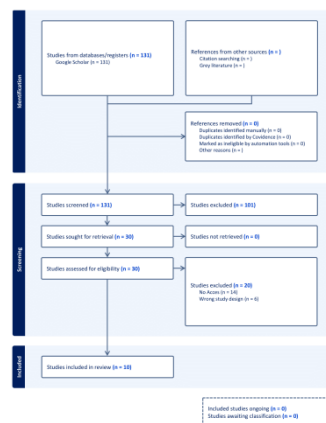 Identification
Studies from databases/registers (n = 131)
Google Scholar (n = 131)
References from other sources (n = )
Citation searching (n = )
Grey literature (n = )
References removed (n = 0)
Duplicates identified manually (n = 0)
Duplicates identified by Covidence (n = 0)
Marked as ineligible by automation tools (n = 0)
Other reasons (n = )
Screening
Studies screened (n = 131)
Studies excluded (n = 101)
Studies sought for retrieval (n = 30)
Studies not retrieved (n = 0)
Studies assessed for eligibility (n = 30)
Studies excluded (n = 20)
No Acces (n = 14)
Wrong study design (n = 6)
Included
Studies included in review (n = 10)
Included studies ongoing (n = 0)
Studies awaiting classification (n = 0)